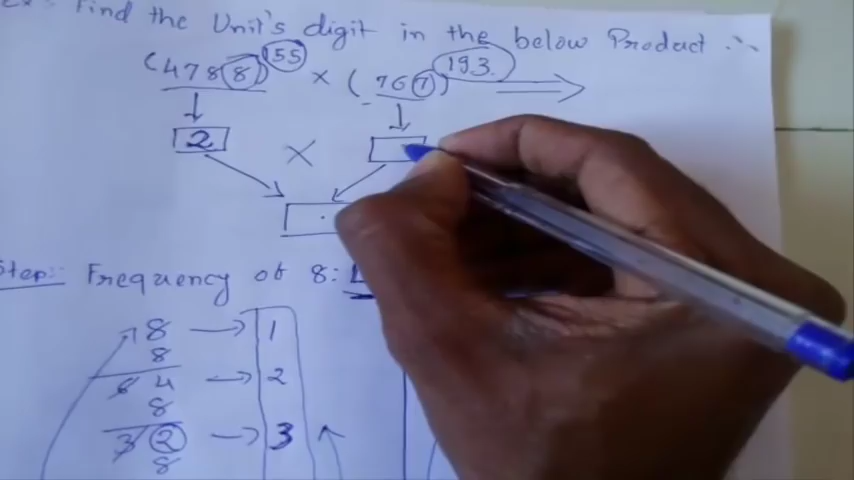 Find the Unit's digit in the below Product
(4788)^155 × (767)^193
2 ×
Step: Frequency of 8:
8 → 1
8
64 → 2
8
32 → 3
8